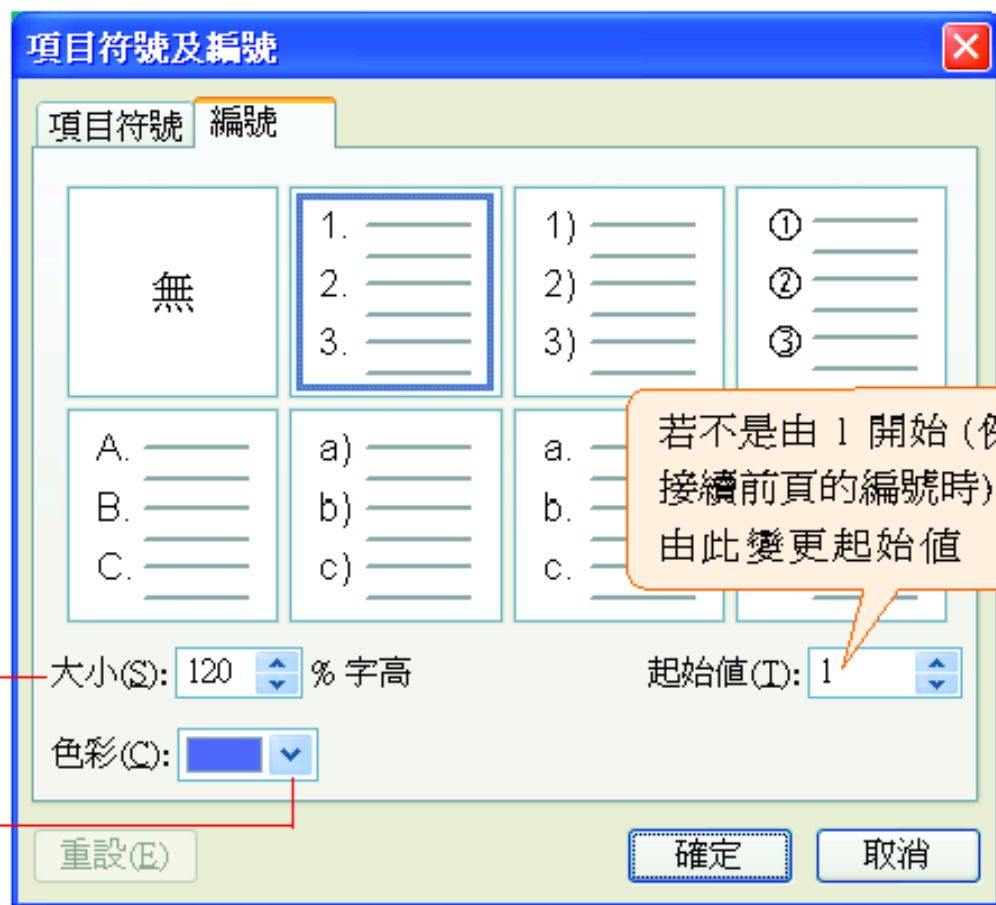 項目符號及編號
項目符號 編號
無
1.
2.
3.
1)
2)
3)
①
②
③
A.
B.
C.
a)
b)
c)
a.
b.
c.
若不是由 1 開始 (
接續前頁的編號時)
由此變更起始值
大小(S): 120 % 字高
起始值(T): 1
色彩(C):
重設(E) 確定 取消